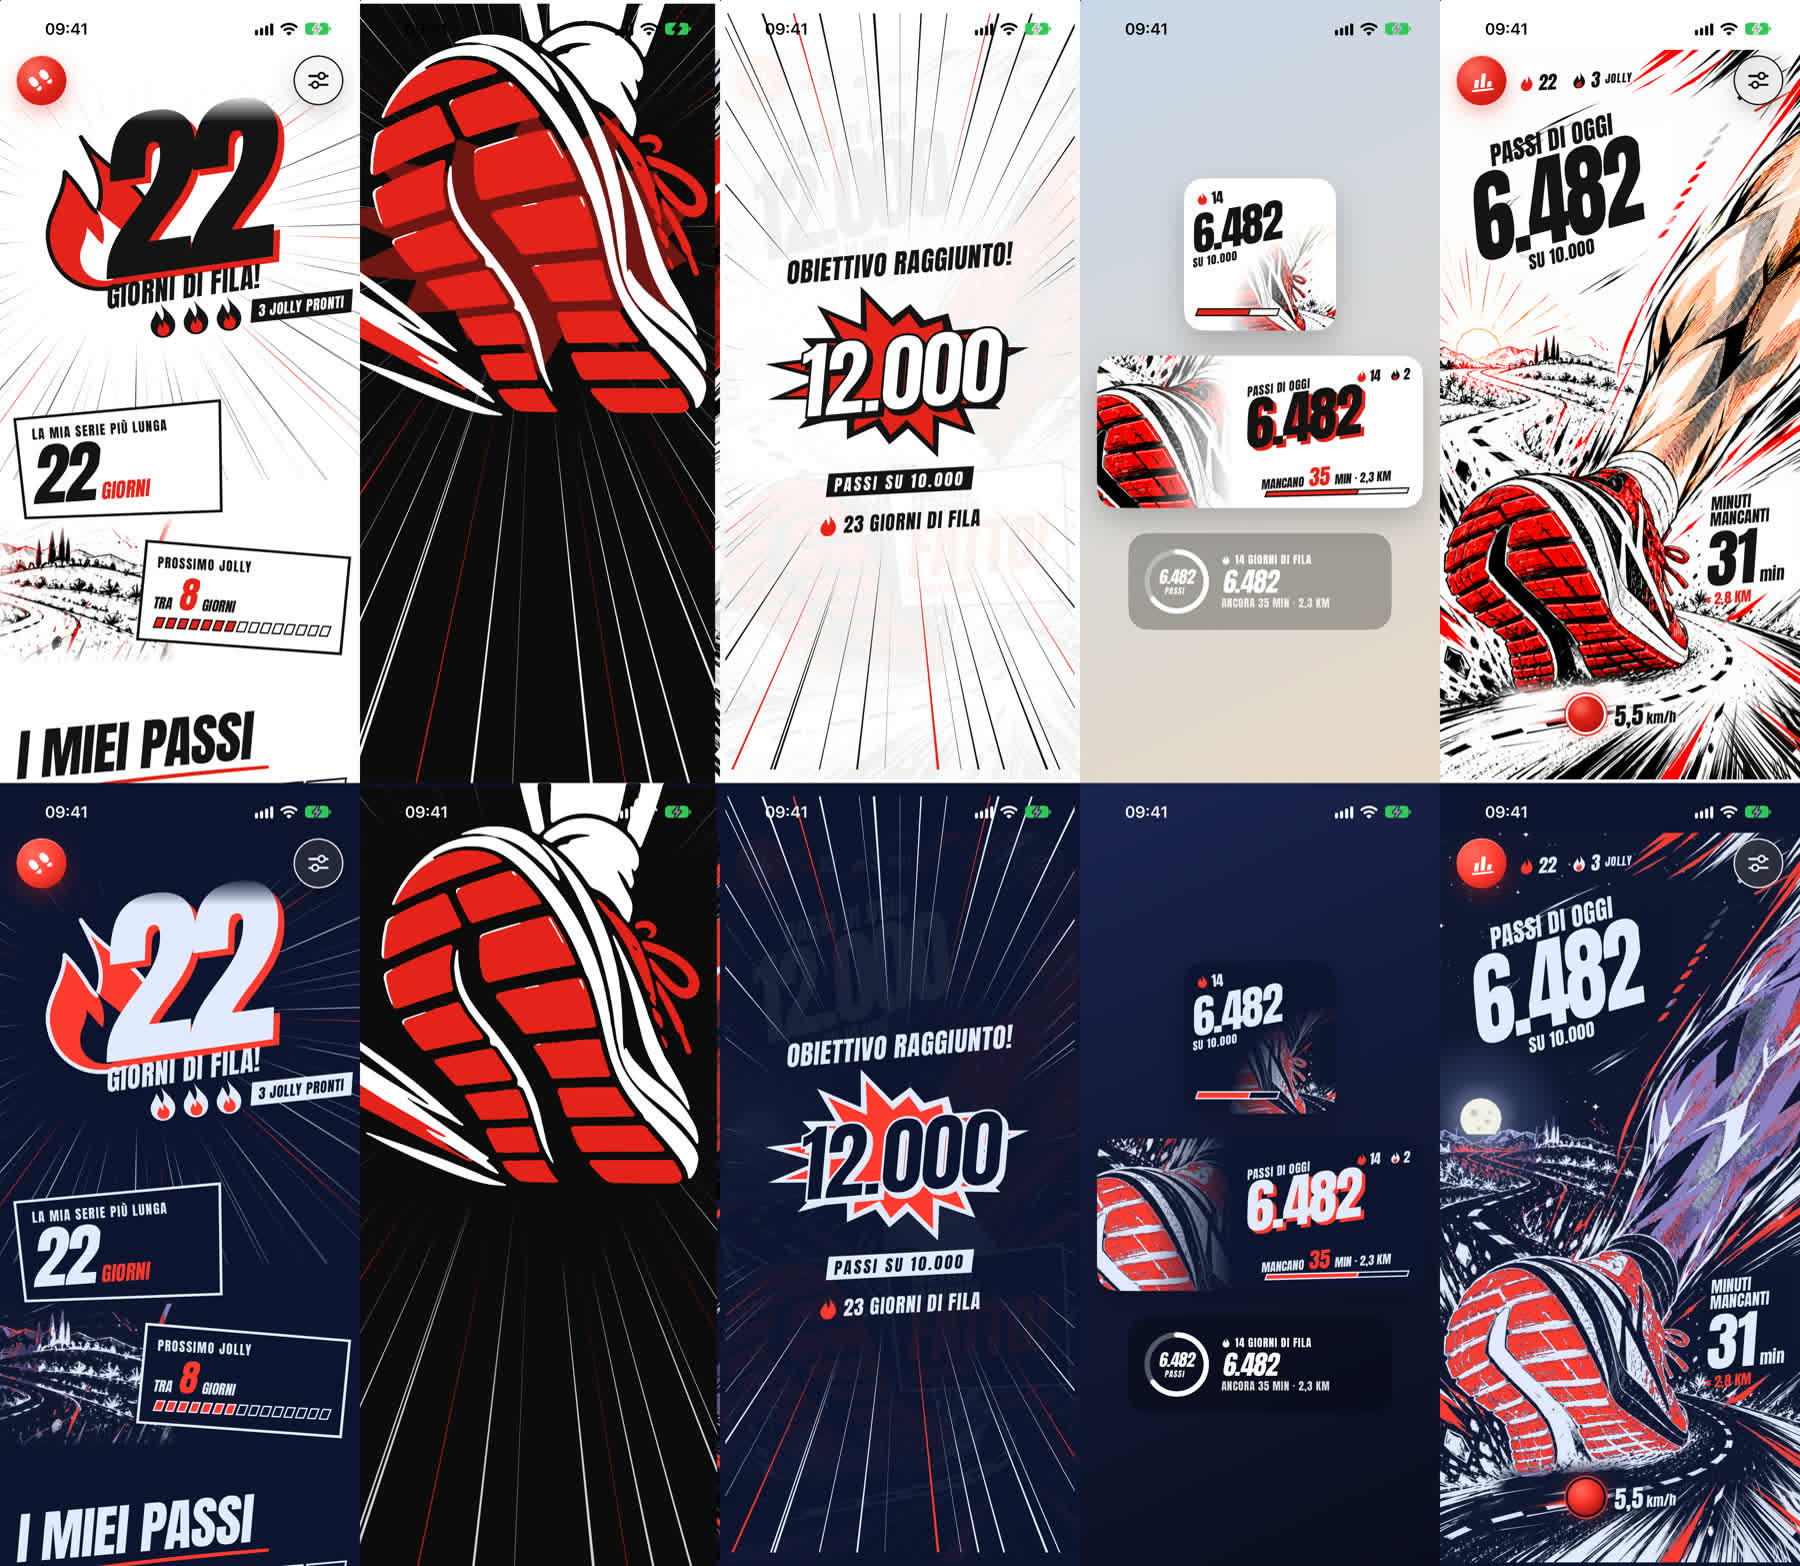 09:41
22
GIORNI DI FILA!
3 JOLLY PRONTI
LA MIA SERIE PIÙ LUNGA
22 GIORNI
PROSSIMO JOLLY
TRA 8 GIORNI
I MIEI PASSI
09:41
OBIETTIVO RAGGIUNTO!
12.000
PASSI SU 10.000
23 GIORNI DI FILA
09:41
14
6.482
SU 10.000
14 2
PASSI DI OGGI
6.482
MANCANO 35 MIN · 2,3 KM
6.482
PASSI
14 GIORNI DI FILA
6.482
ANCORA 35 MIN · 2,3 KM
09:41
22 3 JOLLY
PASSI DI OGGI
6.482
SU 10.000
MINUTI
MANCANTI
31 min
≈ 2,8 KM
5,5 km/h
09:41
22
GIORNI DI FILA!
3 JOLLY PRONTI
LA MIA SERIE PIÙ LUNGA
22 GIORNI
PROSSIMO JOLLY
TRA 8 GIORNI
I MIEI PASSI
09:41
09:41
OBIETTIVO RAGGIUNTO!
12.000
PASSI SU 10.000
23 GIORNI DI FILA
09:41
14
6.482
SU 10.000
14 2
PASSI DI OGGI
6.482
MANCANO 35 MIN · 2,3 KM
6.482
PASSI
14 GIORNI DI FILA
6.482
ANCORA 35 MIN · 2,3 KM
09:41
22 3 JOLLY
PASSI DI OGGI
6.482
SU 10.000
MINUTI
MANCANTI
31 min
≈ 2,8 KM
5,5 km/h